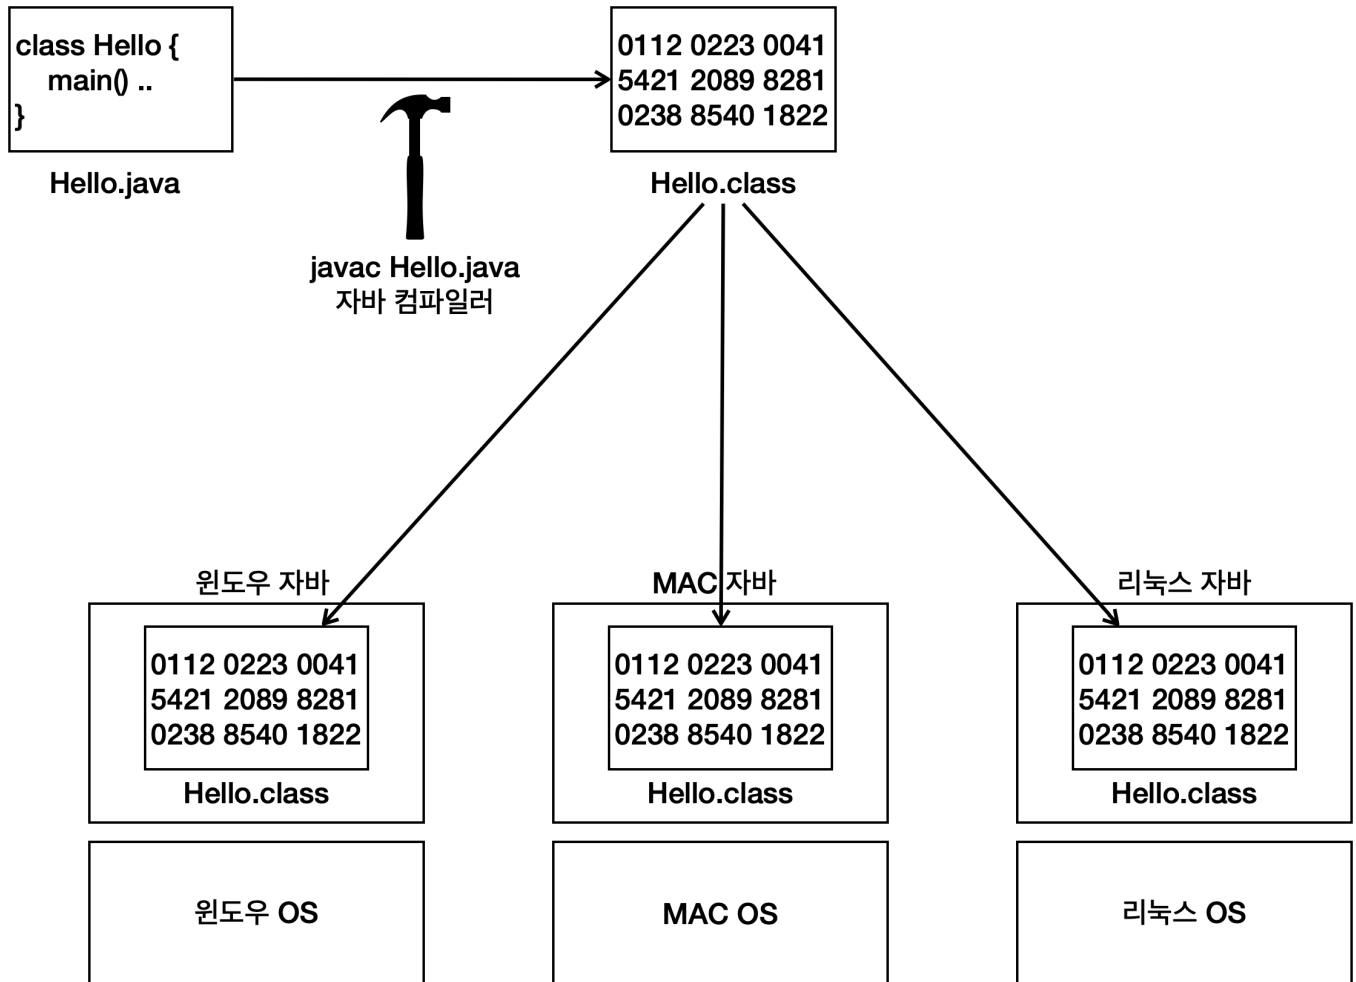 class Hello {
main() ..
}
Hello.java
javac Hello.java
자바 컴파일러
0112 0223 0041
5421 2089 8281
0238 8540 1822
Hello.class
윈도우 자바
0112 0223 0041
5421 2089 8281
0238 8540 1822
Hello.class
윈도우 OS
MAC 자바
0112 0223 0041
5421 2089 8281
0238 8540 1822
Hello.class
MAC OS
리눅스 자바
0112 0223 0041
5421 2089 8281
0238 8540 1822
Hello.class
리눅스 OS